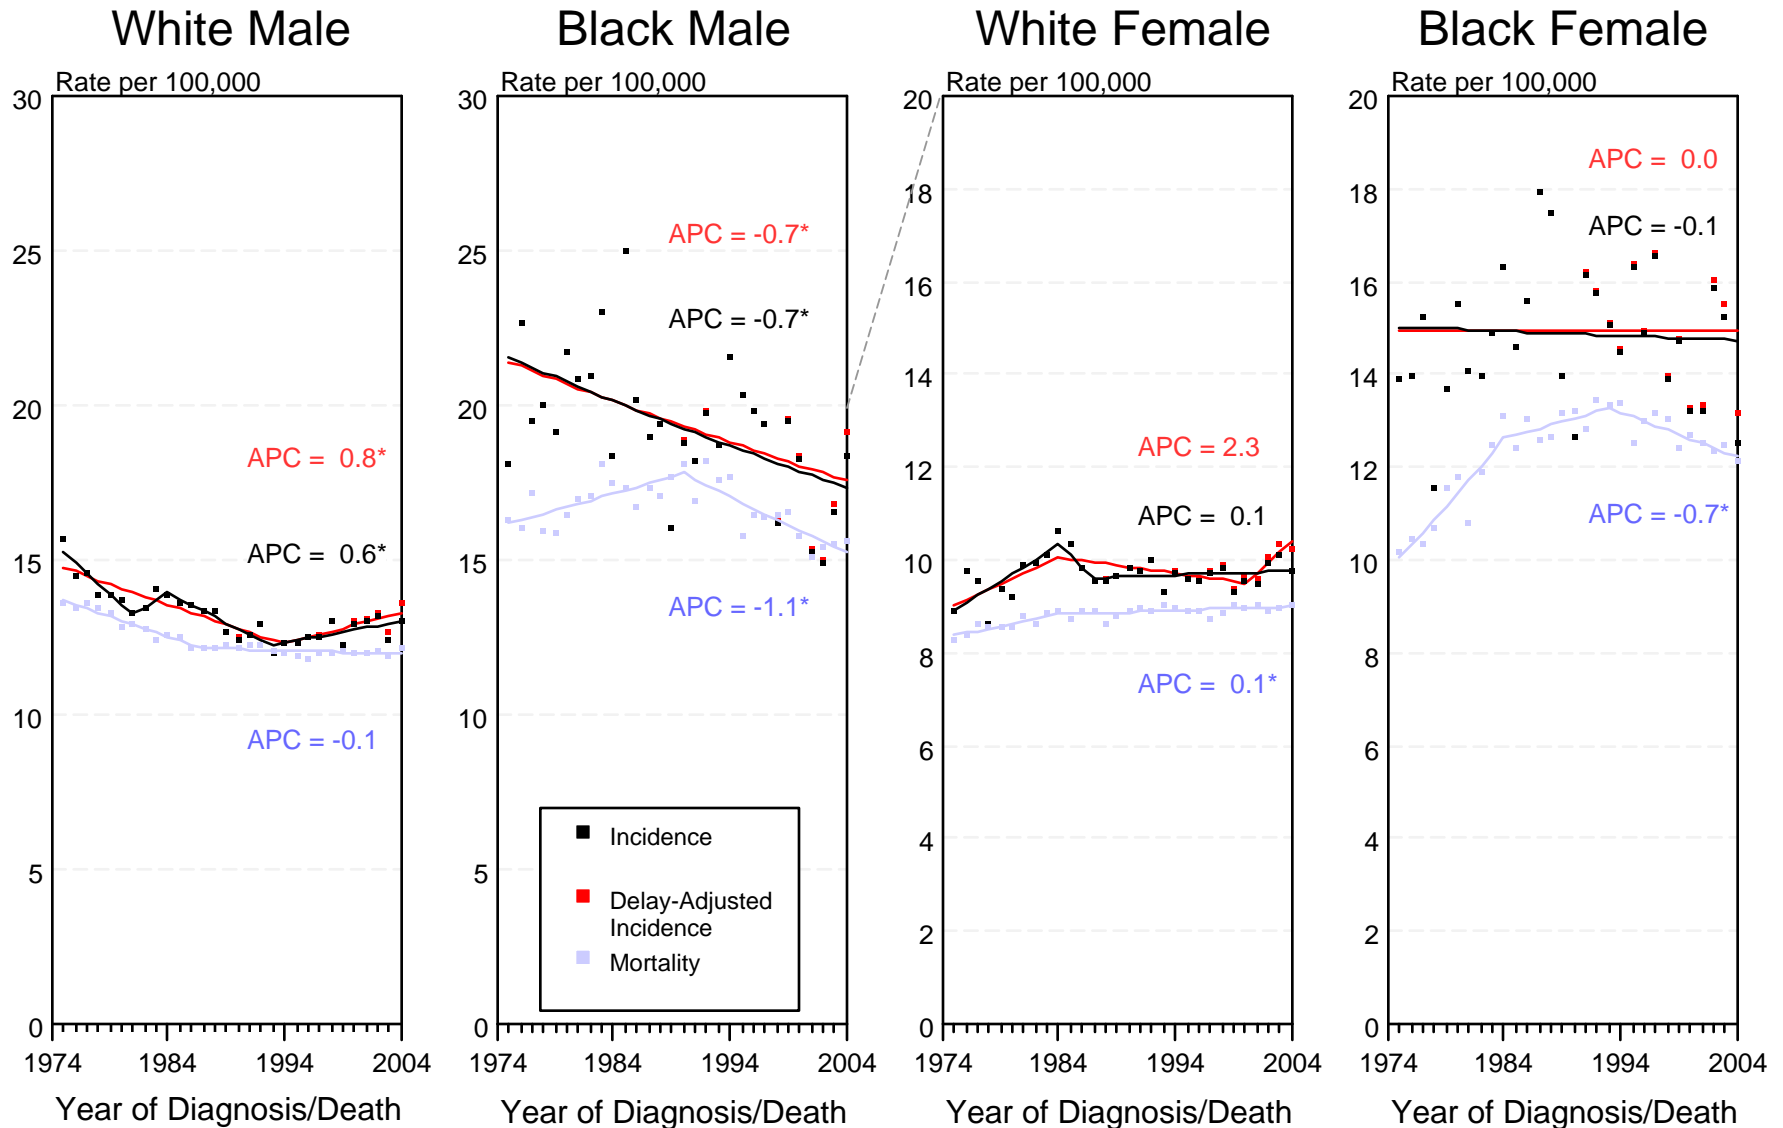 White Male
Black Male
White Female
Black Female
Rate per 100,000
30
25
20
15
10
5
0
APC = 0.8*
APC = 0.6*
APC = -0.1
1974 1984 1994 2004
Year of Diagnosis/Death
Rate per 100,000
30
25
20
15
10
5
0
APC = -0.7*
APC = -0.7*
APC = -1.1*
Incidence
Delay-Adjusted
Incidence
Mortality
1974 1984 1994 2004
Year of Diagnosis/Death
Rate per 100,000
20
18
16
14
12
10
8
6
4
2
0
APC = 2.3
APC = 0.1
APC = 0.1*
1974 1984 1994 2004
Year of Diagnosis/Death
Rate per 100,000
20
18
16
14
12
10
8
6
4
2
0
APC = 0.0
APC = -0.1
APC = -0.7*
1974 1984 1994 2004
Year of Diagnosis/Death